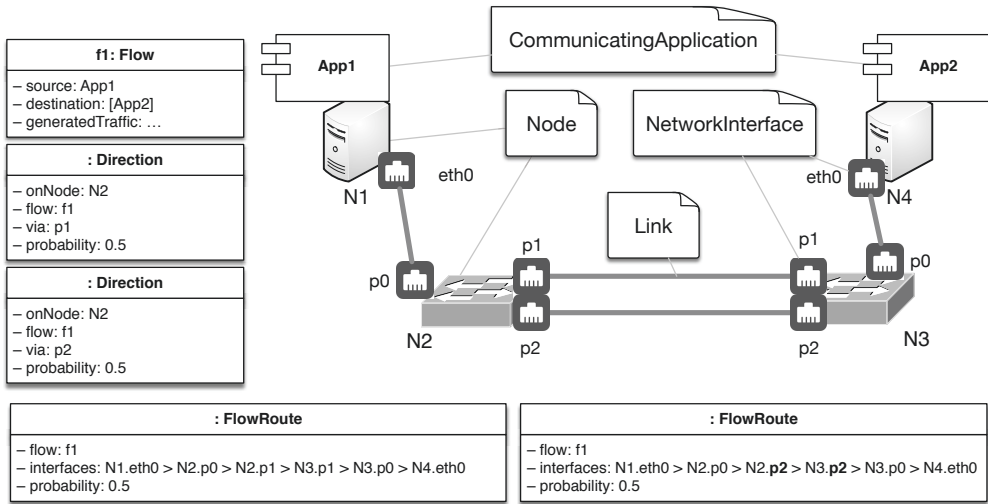 f1: Flow
– source: App1
– destination: [App2]
– generatedTraffic: …
: Direction
– onNode: N2
– flow: f1
– via: p1
– probability: 0.5
: Direction
– onNode: N2
– flow: f1
– via: p2
– probability: 0.5
App1
CommunicatingApplication
App2
Node
NetworkInterface
N1
eth0
eth0
N4
Link
p0
p1
p1
p0
N2
p2
p2
N3
: FlowRoute
– flow: f1
– interfaces: N1.eth0 > N2.p0 > N2.p1 > N3.p1 > N3.p0 > N4.eth0
– probability: 0.5
: FlowRoute
– flow: f1
– interfaces: N1.eth0 > N2.p0 > N2.p2 > N3.p2 > N3.p0 > N4.eth0
– probability: 0.5